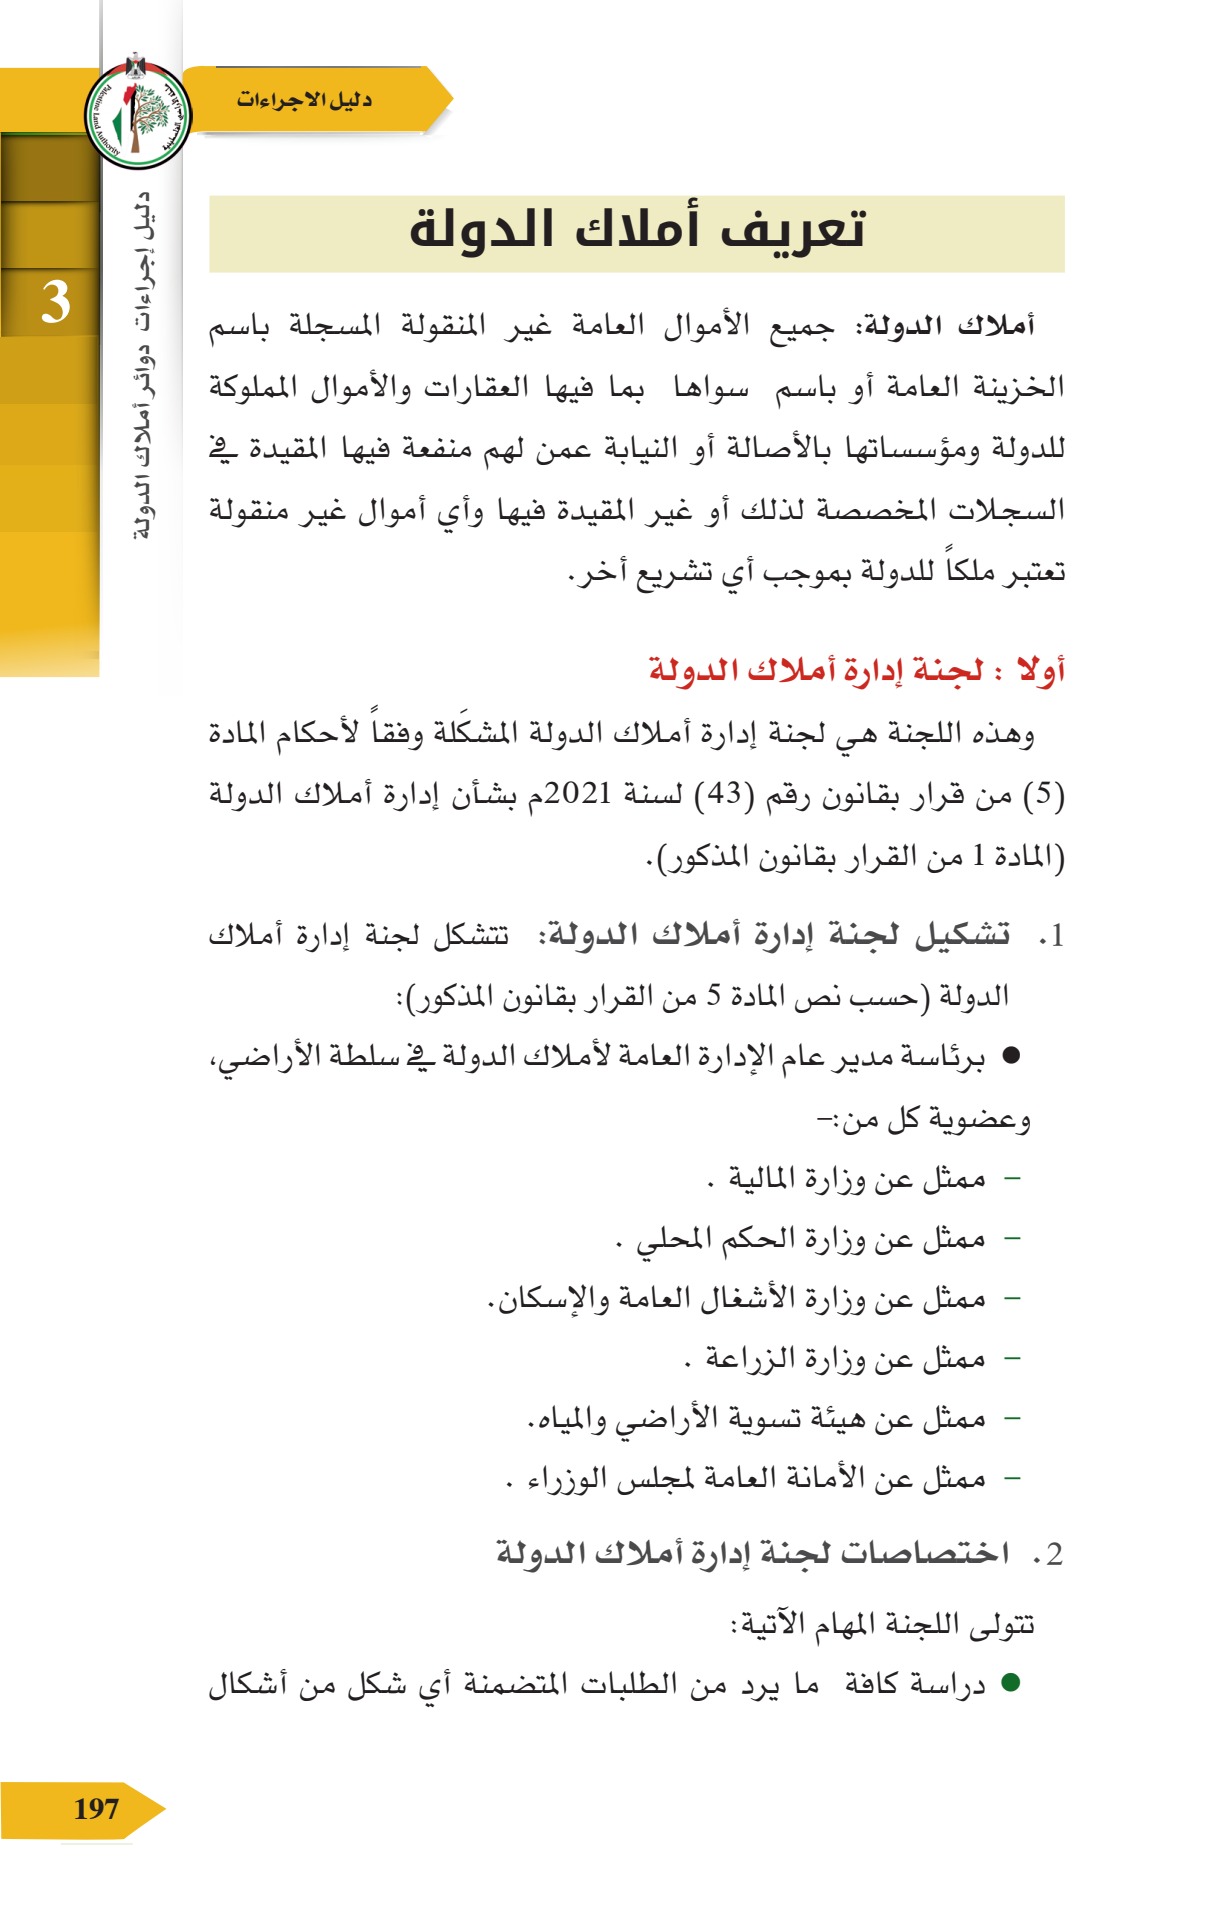 دليل الاجراءات
Palestine Land Authority
دليل إجراءات دوائر أملاك الدولة
3
تعريف أملاك الدولة
أملاك الدولة: جميع الأموال العامة غير المنقولة المسجلة باسم
الخزينة العامة أو باسم سواها بما فيها العقارات والأموال المملوكة
للدولة ومؤسساتها بالأصالة أو النيابة عمن لهم منفعة فيها المقيدة في
السجلات المخصصة لذلك أو غير المقيدة فيها وأي أموال غير منقولة
تعتبر ملكاً للدولة بموجب أي تشريع أخر.
أولا : لجنة إدارة أملاك الدولة
وهذه اللجنة هي لجنة إدارة أملاك الدولة المشكَلة وفقاً لأحكام المادة
(5) من قرار بقانون رقم (43) لسنة 2021م بشأن إدارة أملاك الدولة
(المادة 1 من القرار بقانون المذكور).
1. تشكيل لجنة إدارة أملاك الدولة: تتشكل لجنة إدارة أملاك
الدولة (حسب نص المادة 5 من القرار بقانون المذكور):
● برئاسة مدير عام الإدارة العامة لأملاك الدولة في سلطة الأراضي،
وعضوية كل من:–
– ممثل عن وزارة المالية .
– ممثل عن وزارة الحكم المحلي .
– ممثل عن وزارة الأشغال العامة والإسكان.
– ممثل عن وزارة الزراعة .
– ممثل عن هيئة تسوية الأراضي والمياه.
– ممثل عن الأمانة العامة لمجلس الوزراء .
2. اختصاصات لجنة إدارة أملاك الدولة
تتولى اللجنة المهام الآتية:
● دراسة كافة ما يرد من الطلبات المتضمنة أي شكل من أشكال
197